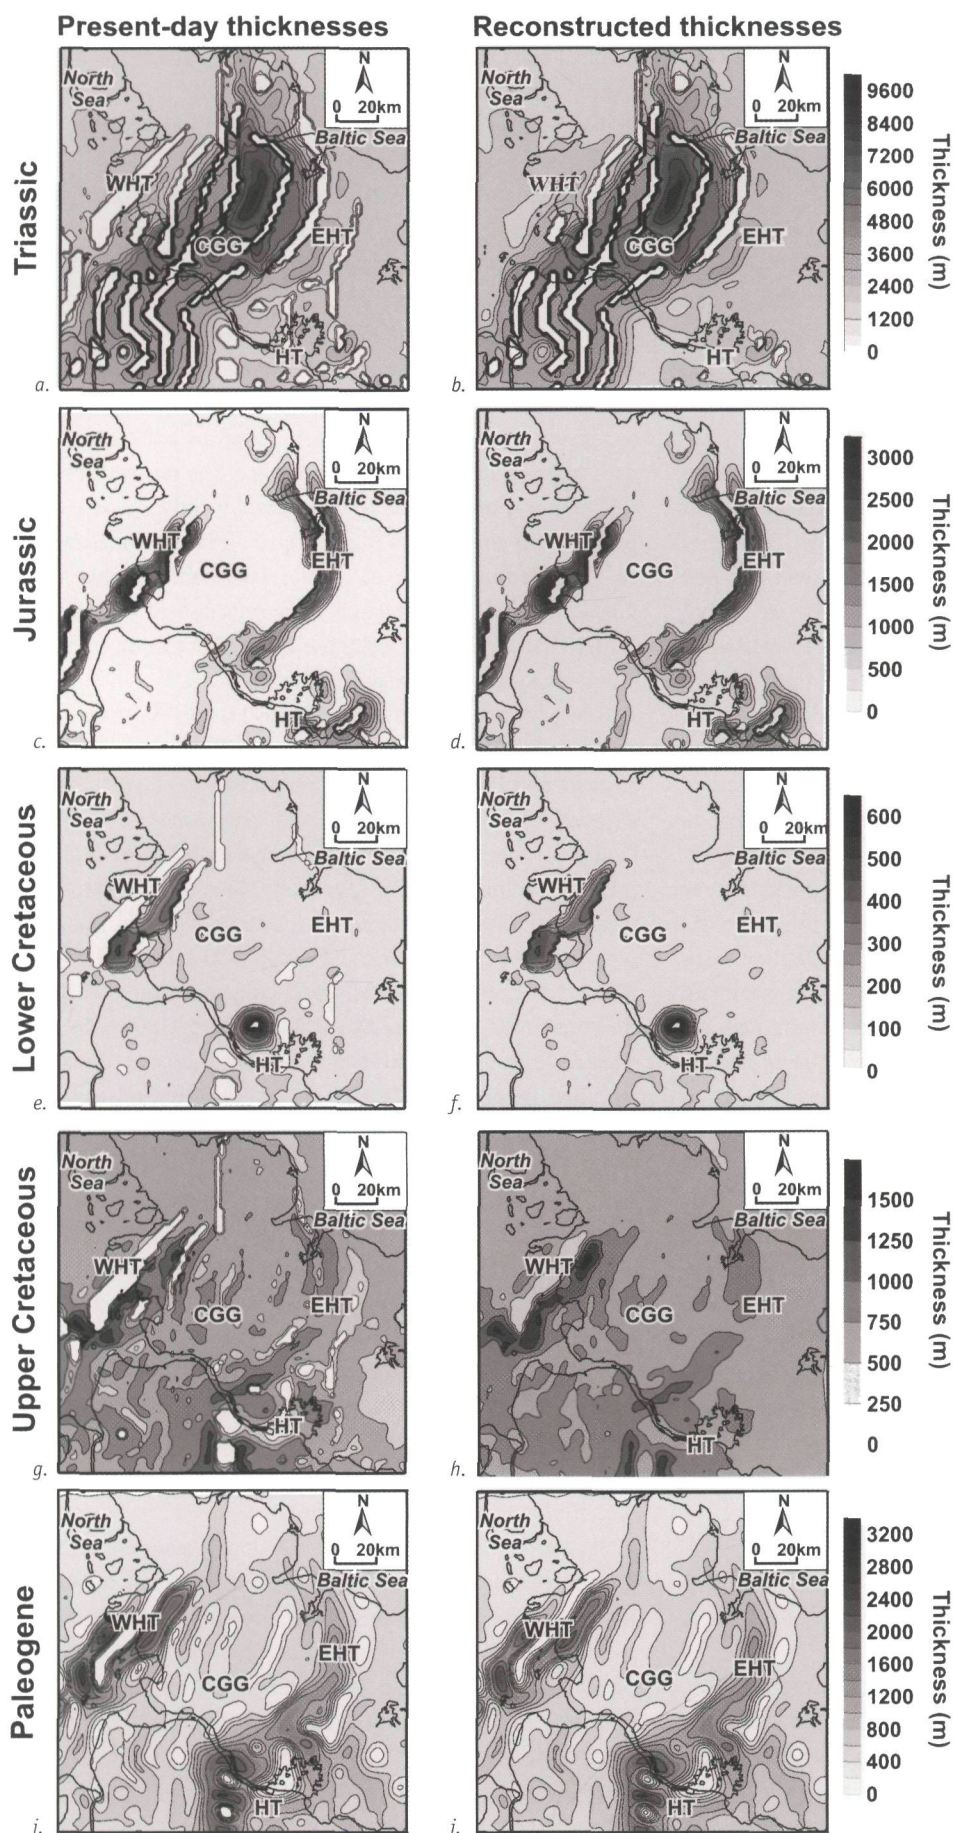 Present-day thicknesses
Reconstructed thicknesses
Triassic
North
Sea
N
0 20km
Baltic Sea
WHT
CGG
EHT
HT
a.
North
Sea
N
0 20km
Baltic Sea
WHT
CGG
EHT
HT
b.
9600
8400
7200
6000
4800
3600
2400
1200
0
Thickness (m)
Jurassic
North
Sea
N
0 20km
Baltic Sea
WHT
CGG
EHT
HT
c.
North
Sea
N
0 20km
Baltic Sea
WHT
CGG
EHT
HT
d.
3000
2500
2000
1500
1000
500
0
Thickness (m)
Lower Cretaceous
North
Sea
N
0 20km
Baltic Sea
WHT
CGG
EHT
HT
e.
North
Sea
N
0 20km
Baltic Sea
WHT
CGG
EHT
HT
f.
600
500
400
300
200
100
0
Thickness (m)
Upper Cretaceous
North
Sea
N
0 20km
Baltic Sea
WHT
CGG
EHT
HT
g.
North
Sea
N
0 20km
Baltic Sea
WHT
CGG
EHT
HT
h.
1500
1250
1000
750
500
250
0
Thickness (m)
Paleogene
North
Sea
N
0 20km
Baltic Sea
WHT
CGG
EHT
HT
i.
North
Sea
N
0 20km
Baltic Sea
WHT
CGG
EHT
HT
j.
3200
2800
2400
2000
1600
1200
800
400
0
Thickness (m)